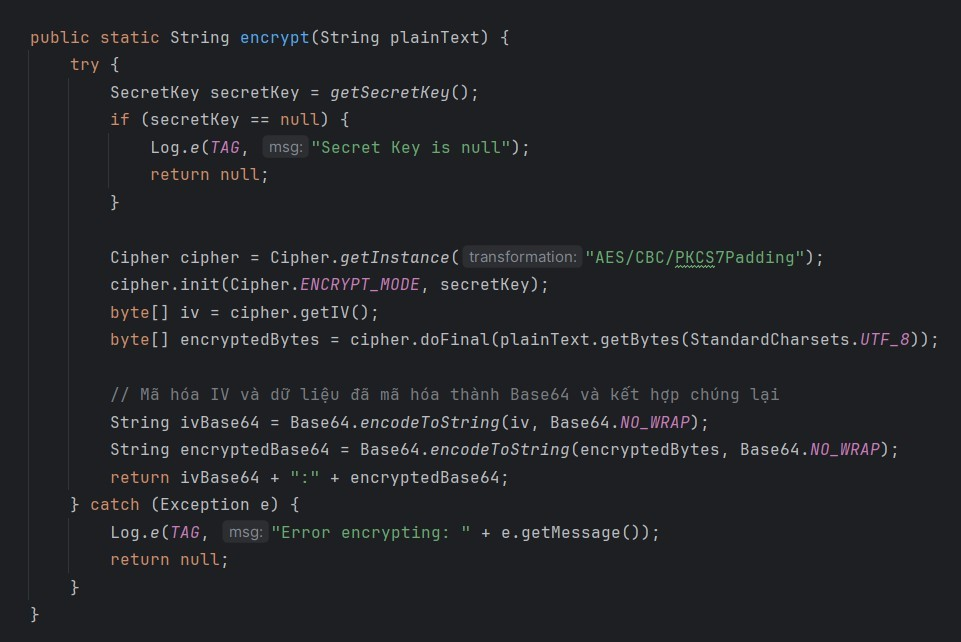 public static String encrypt(String plainText) {
try {
SecretKey secretKey = getSecretKey();
if (secretKey == null) {
Log.e(TAG, msg: "Secret Key is null");
return null;
}
Cipher cipher = Cipher.getInstance( transformation: "AES/CBC/PKCS7Padding");
cipher.init(Cipher.ENCRYPT_MODE, secretKey);
byte[] iv = cipher.getIV();
byte[] encryptedBytes = cipher.doFinal(plainText.getBytes(StandardCharsets.UTF_8));
// Mã hóa IV và dữ liệu đã mã hóa thành Base64 và kết hợp chúng lại
String ivBase64 = Base64.encodeToString(iv, Base64.NO_WRAP);
String encryptedBase64 = Base64.encodeToString(encryptedBytes, Base64.NO_WRAP);
return ivBase64 + ":" + encryptedBase64;
} catch (Exception e) {
Log.e(TAG, msg: "Error encrypting: " + e.getMessage());
return null;
}
}